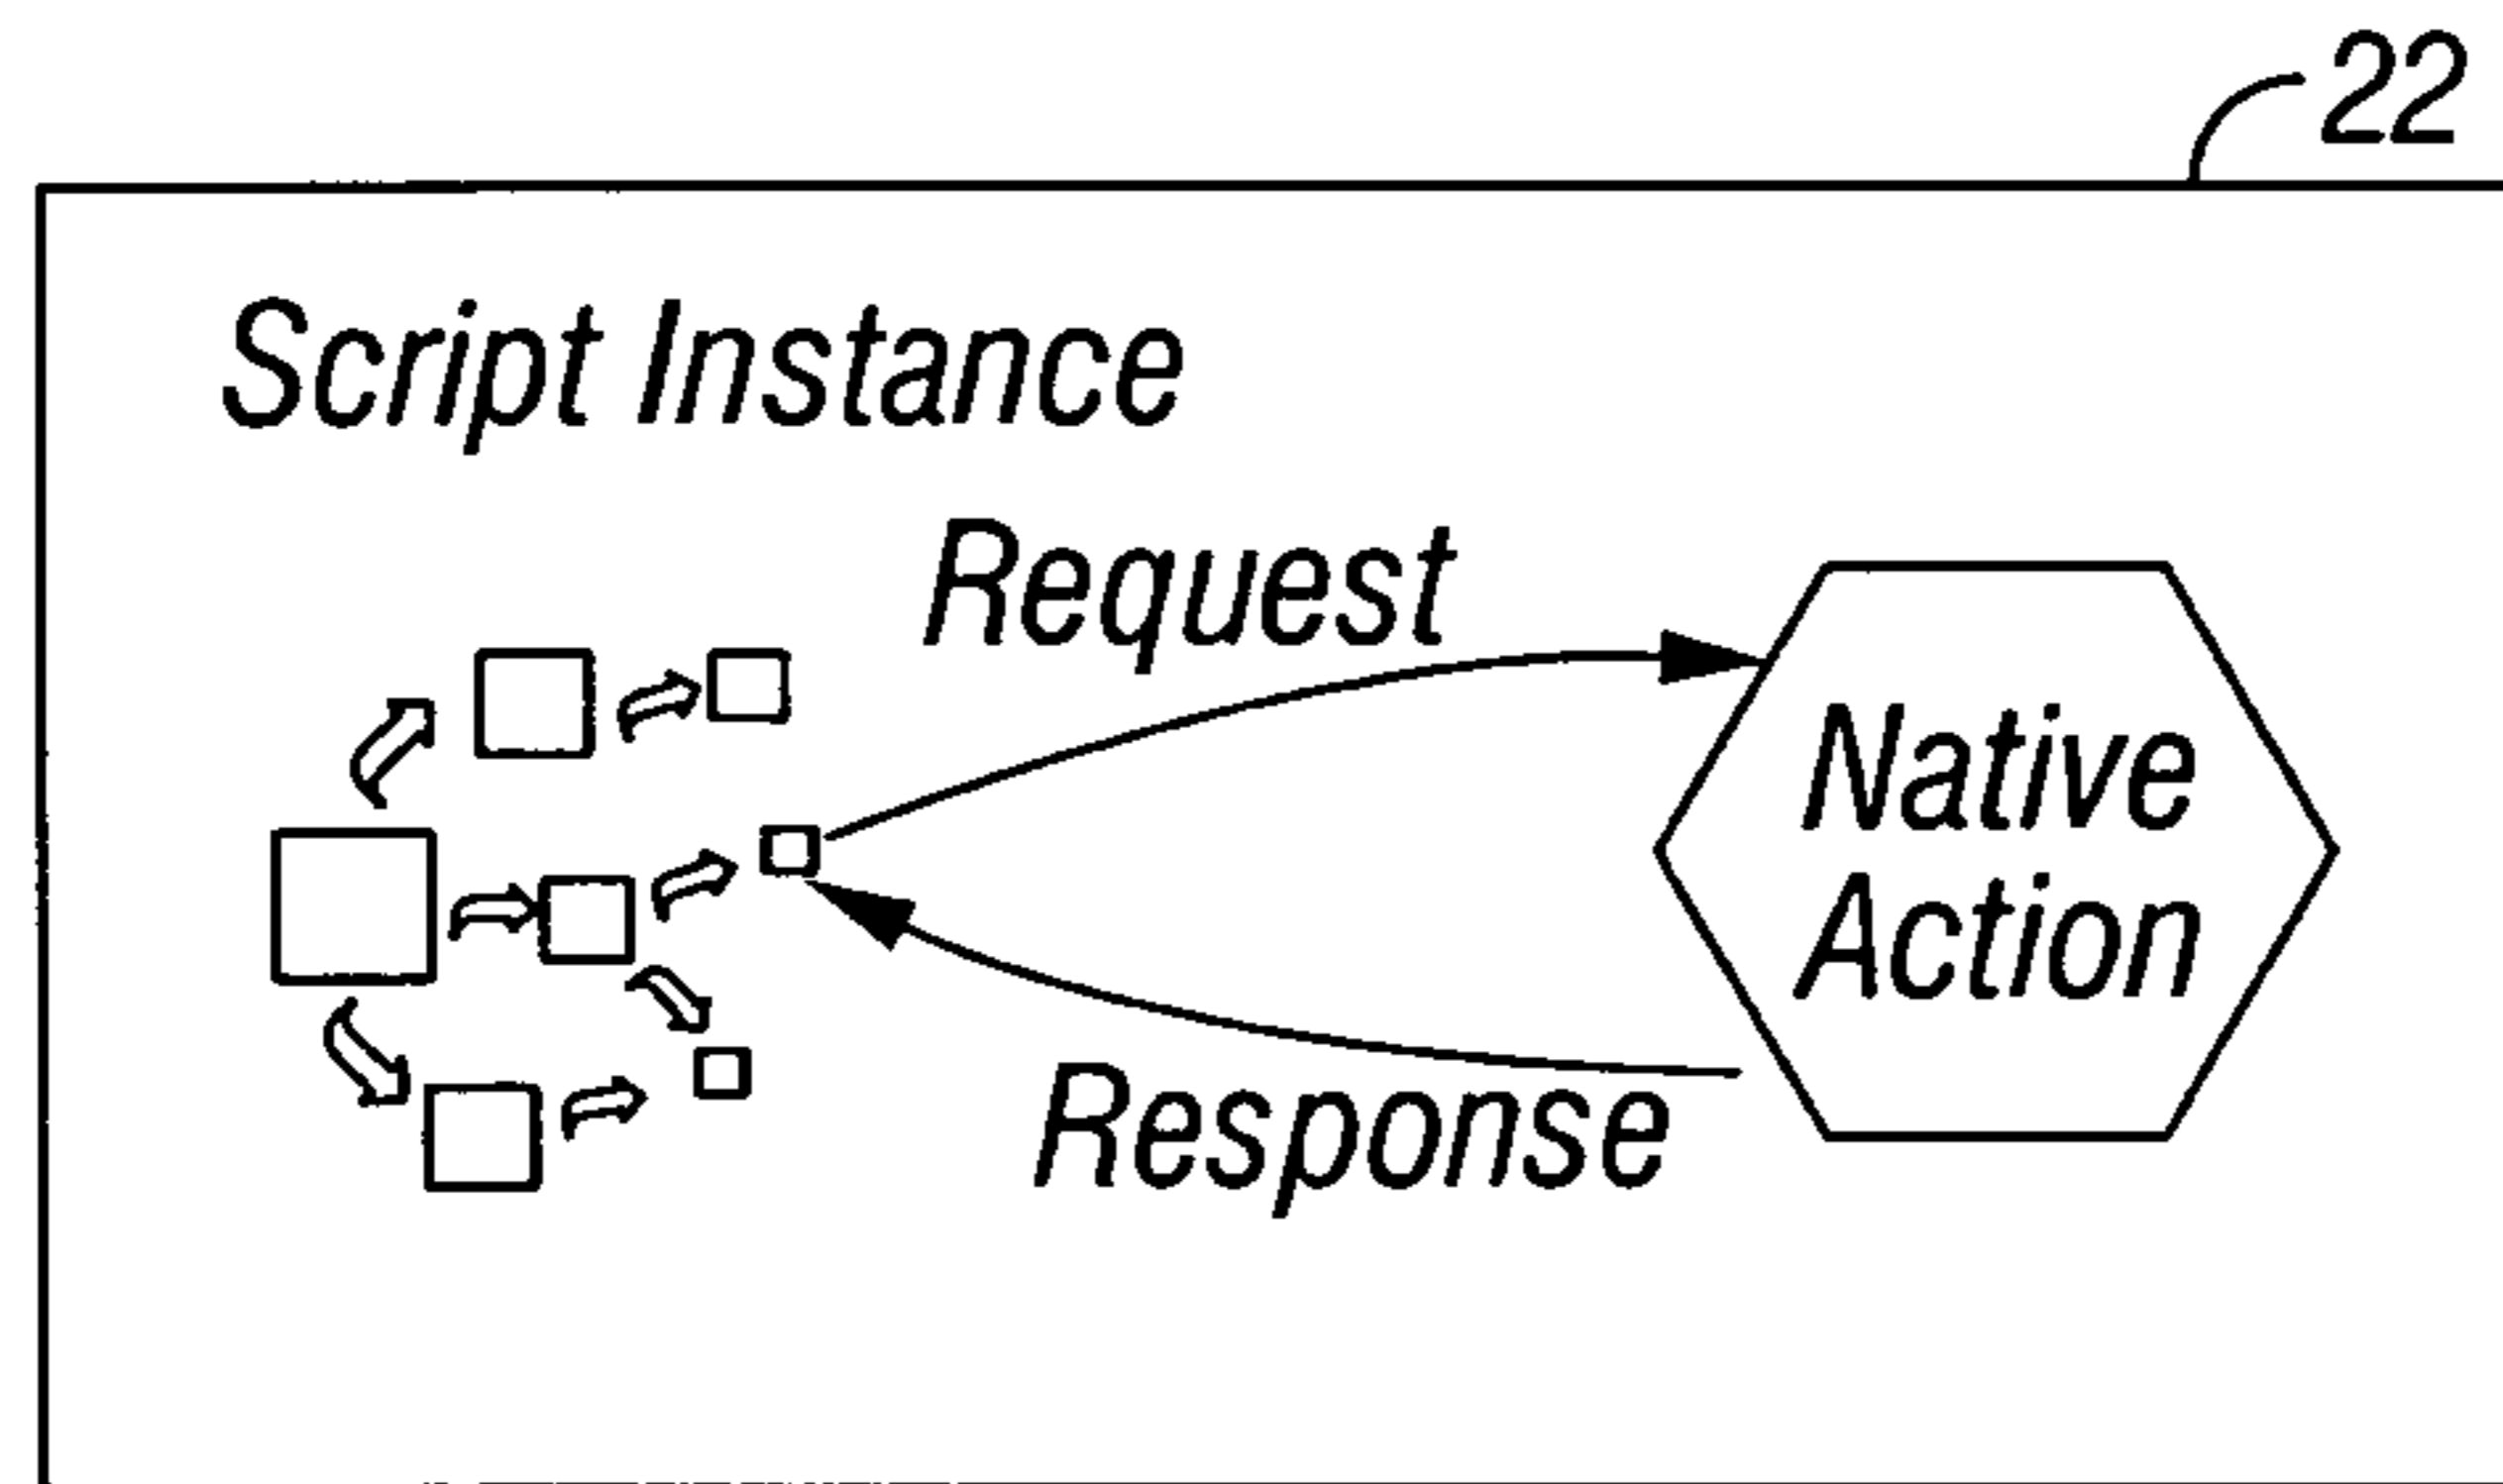 22
Script Instance
Request
Native
Action
Response